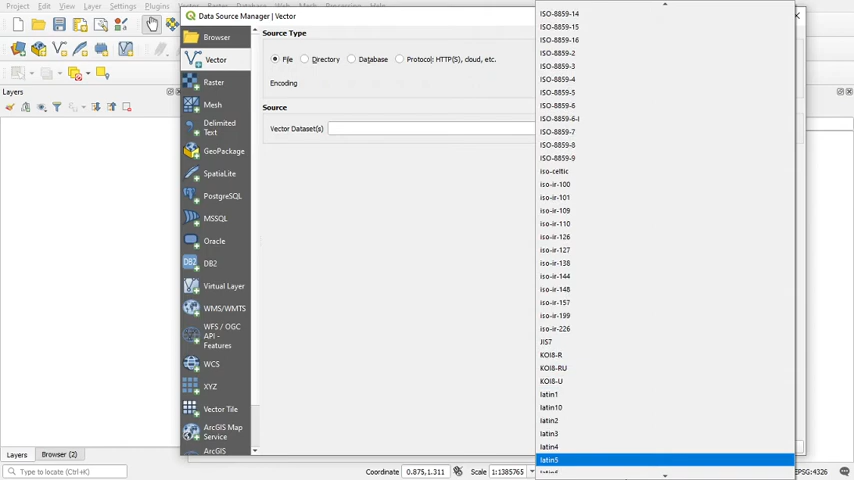 Data Source Manager | Vector
Project
Edit
View
Layer
Settings
Plugins
Layers
Browser
Vector
Raster
Mesh
Delimited
Text
GeoPackage
SpatiaLite
PostgreSQL
MSSQL
Oracle
DB2
Virtual Layer
WMS/WMTS
WFS / OGC
API -
Features
WCS
XYZ
Vector Tile
ArcGIS Map
Service
ArcGIS
Source Type
File
Directory
Database
Protocol: HTTP(S), cloud, etc.
Encoding
Source
Vector Dataset(s)
ISO-8859-14
ISO-8859-15
ISO-8859-16
ISO-8859-2
ISO-8859-3
ISO-8859-4
ISO-8859-5
ISO-8859-6
ISO-8859-6-I
ISO-8859-7
ISO-8859-8
ISO-8859-9
iso-celtic
iso-ir-100
iso-ir-101
iso-ir-109
iso-ir-110
iso-ir-126
iso-ir-127
iso-ir-138
iso-ir-144
iso-ir-148
iso-ir-157
iso-ir-199
iso-ir-226
JIS7
KOI8-R
KOI8-RU
KOI8-U
latin1
latin10
latin2
latin3
latin4
latin5
Layers
Browser (2)
Type to locate (Ctrl+K)
Coordinate
0.875,1.311
Scale
1:1385765
EPSG:4326